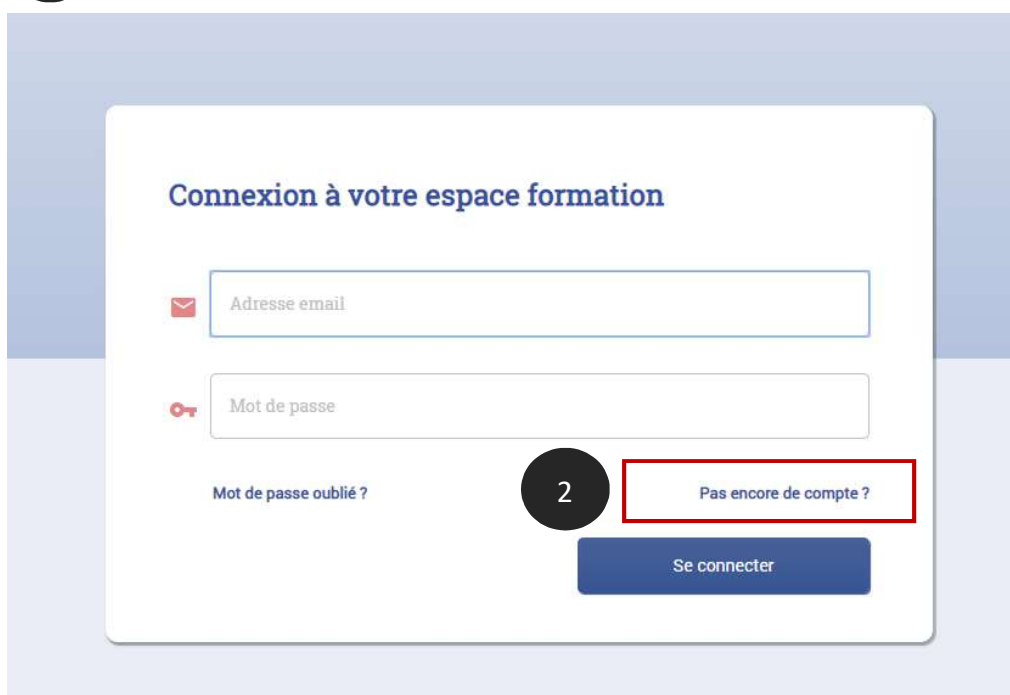 Connexion à votre espace formation
Adresse email
Mot de passe
Mot de passe oublié ?
2
Pas encore de compte ?
Se connecter